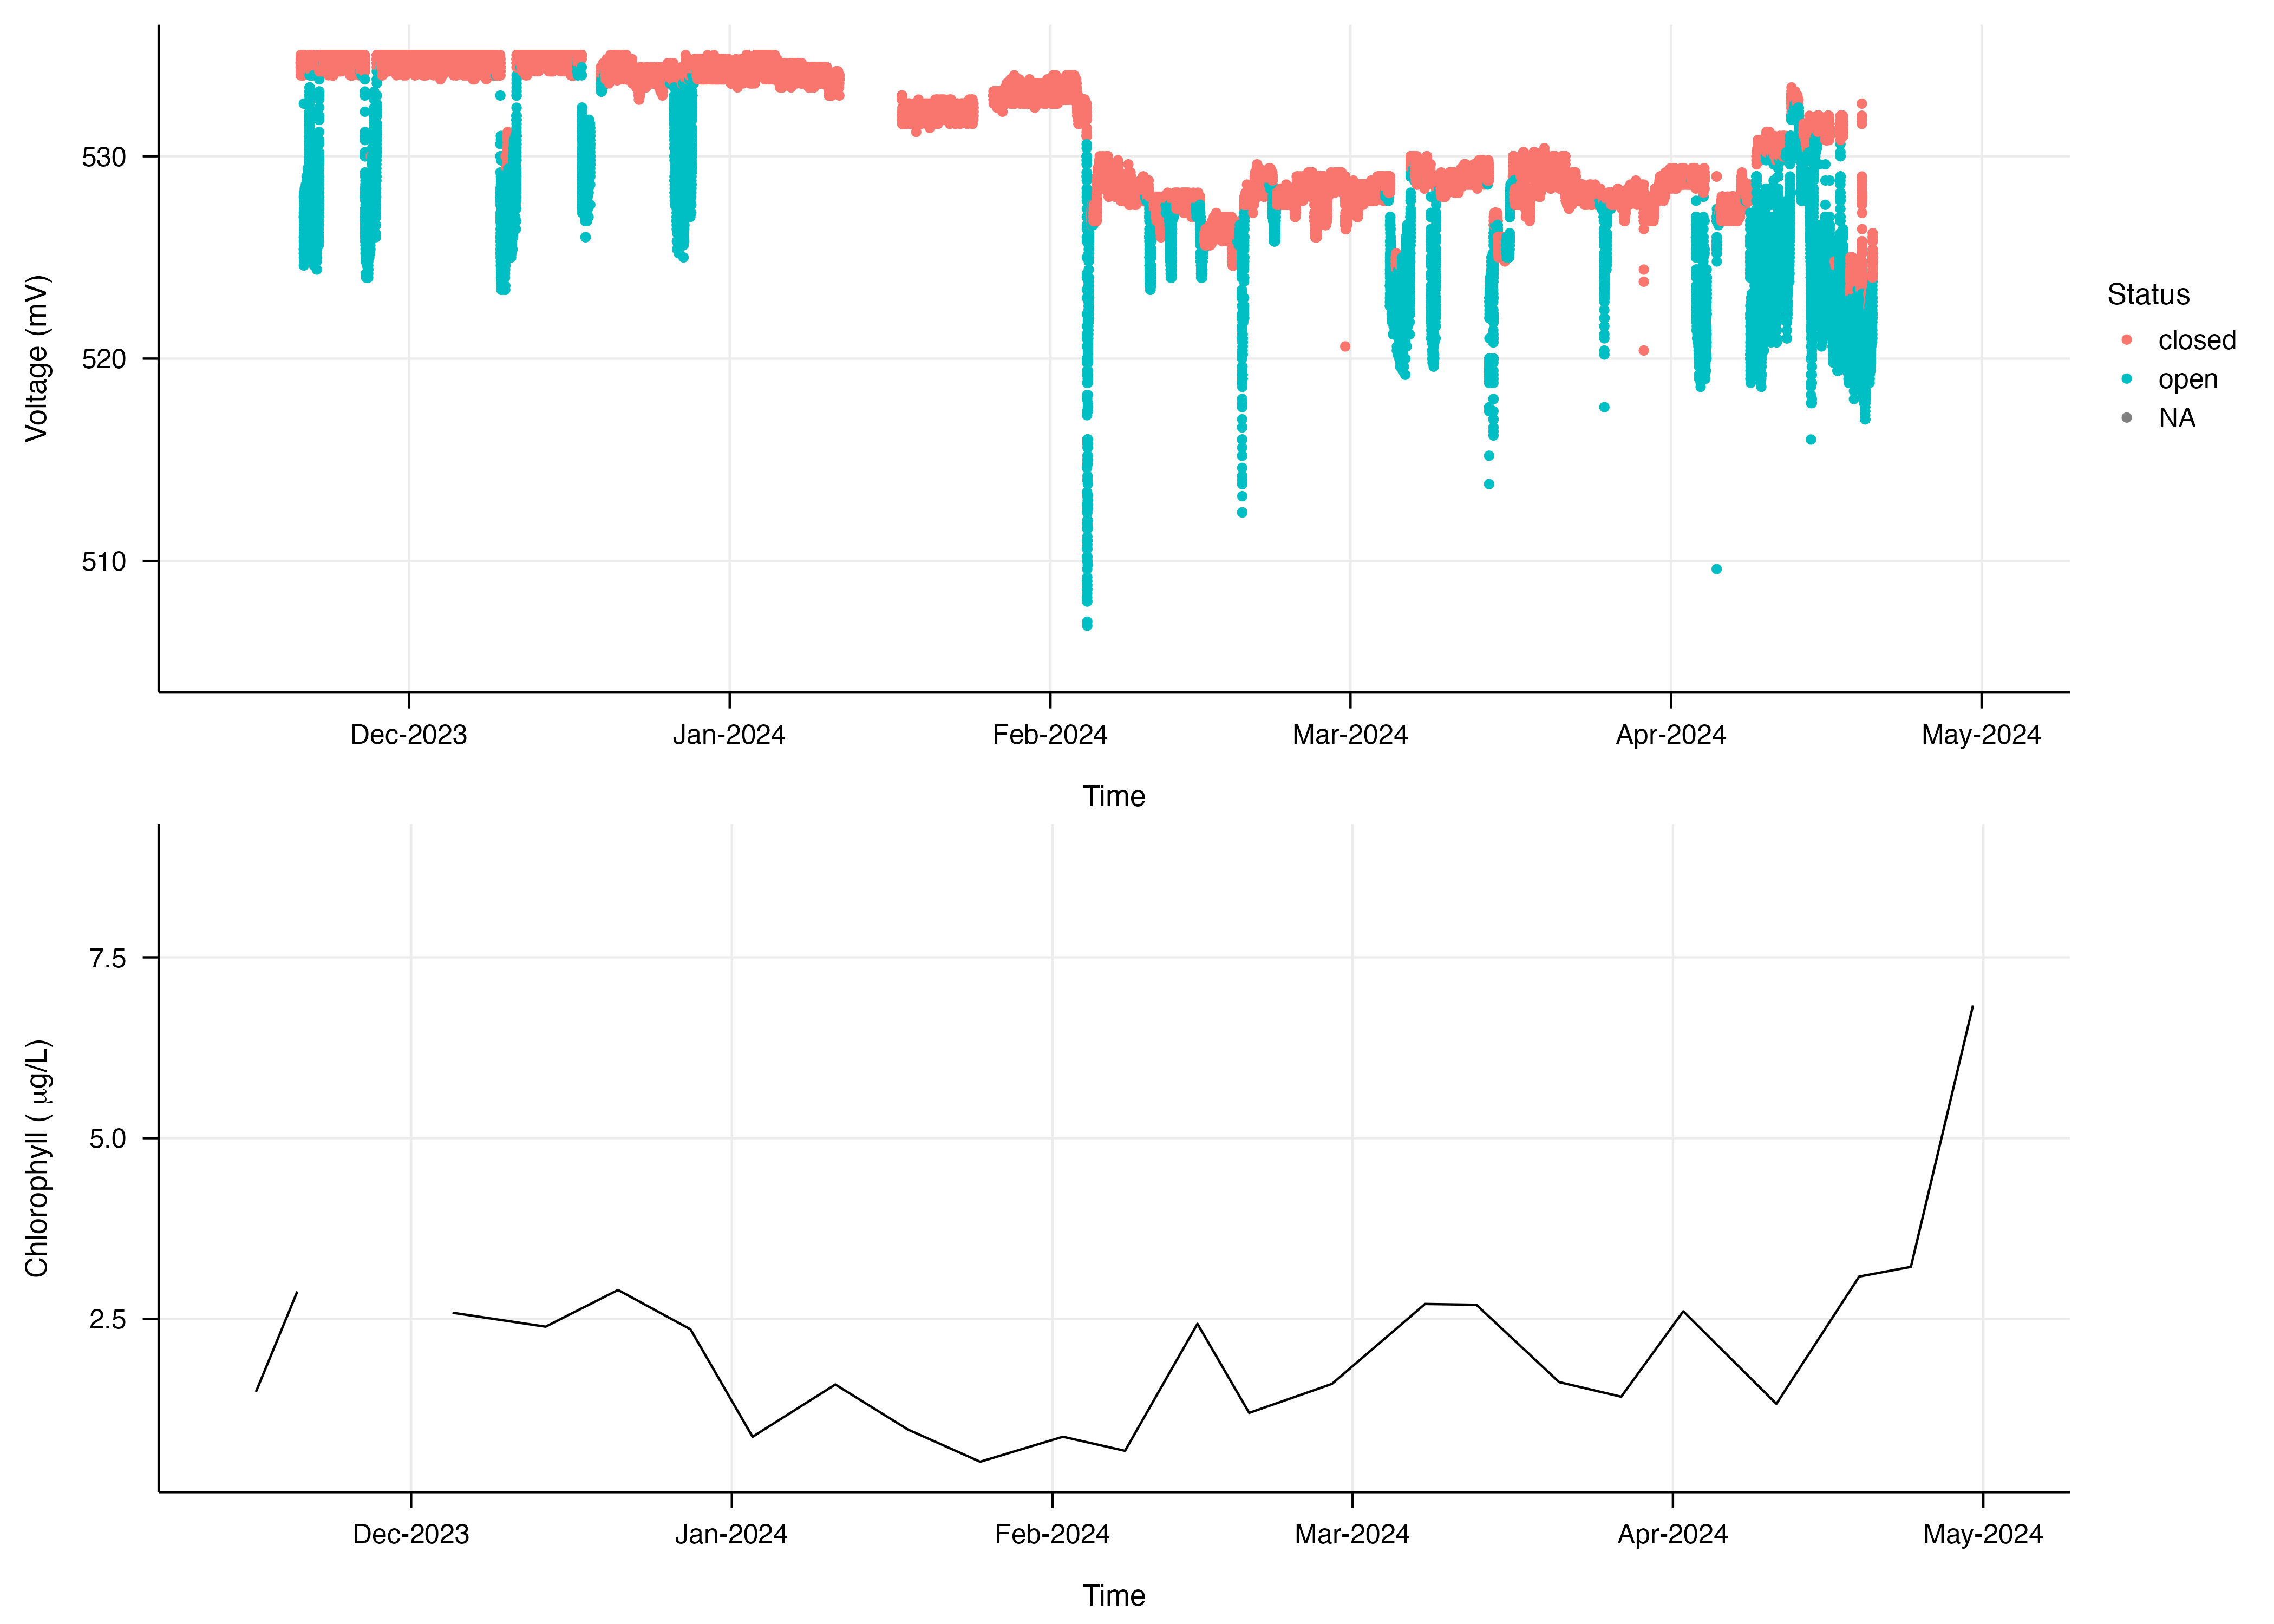 Voltage (mV)
530
520
510
Dec-2023 Jan-2024 Feb-2024 Mar-2024 Apr-2024 May-2024
Time
Status
closed
open
NA
Chlorophyll ( µg/L)
7.5
5.0
2.5
Dec-2023 Jan-2024 Feb-2024 Mar-2024 Apr-2024 May-2024
Time